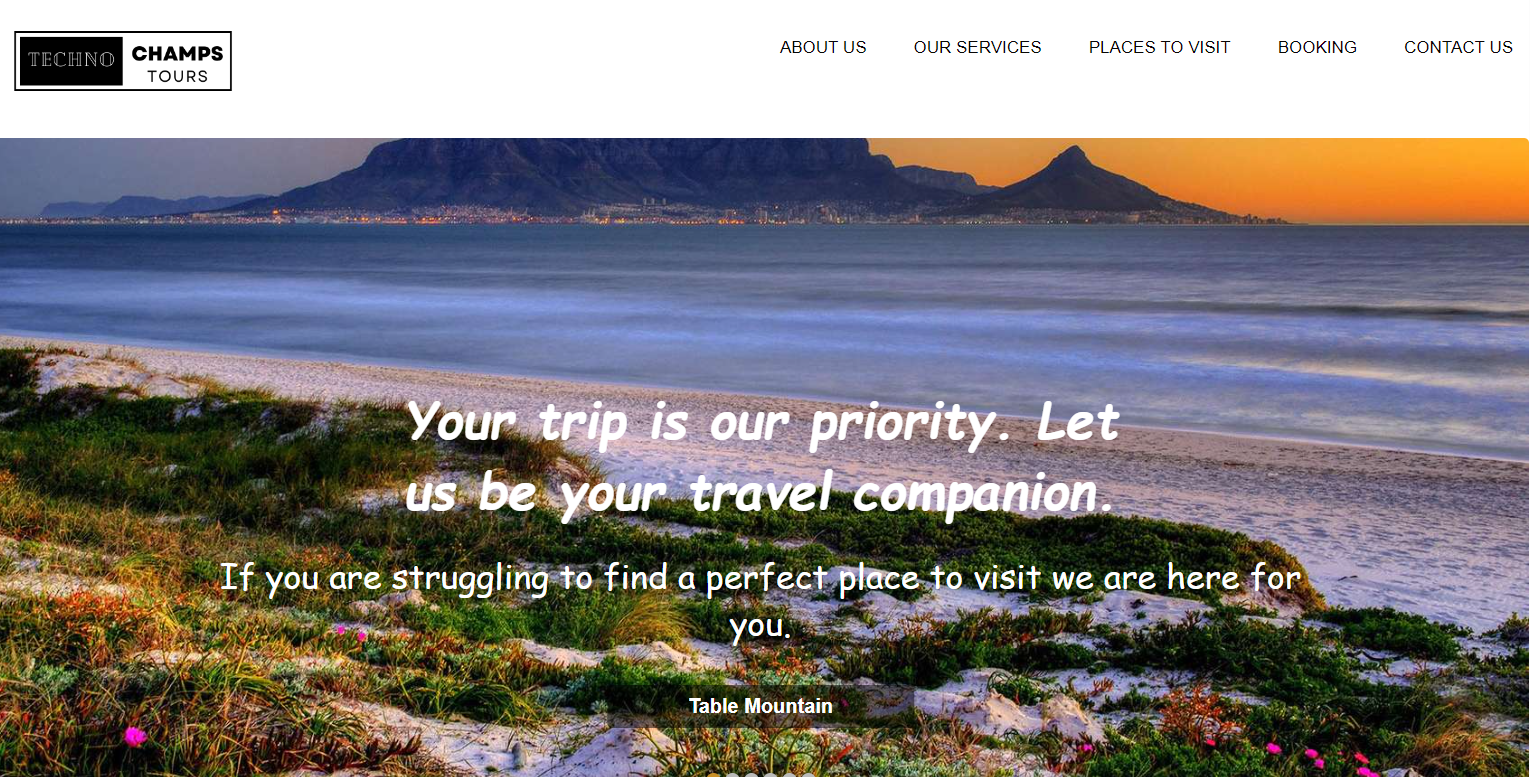 TECHNO CHAMPS TOURS
ABOUT US OUR SERVICES PLACES TO VISIT BOOKING CONTACT US
Your trip is our priority. Let
us be your travel companion.
If you are struggling to find a perfect place to visit we are here for
you.
Table Mountain